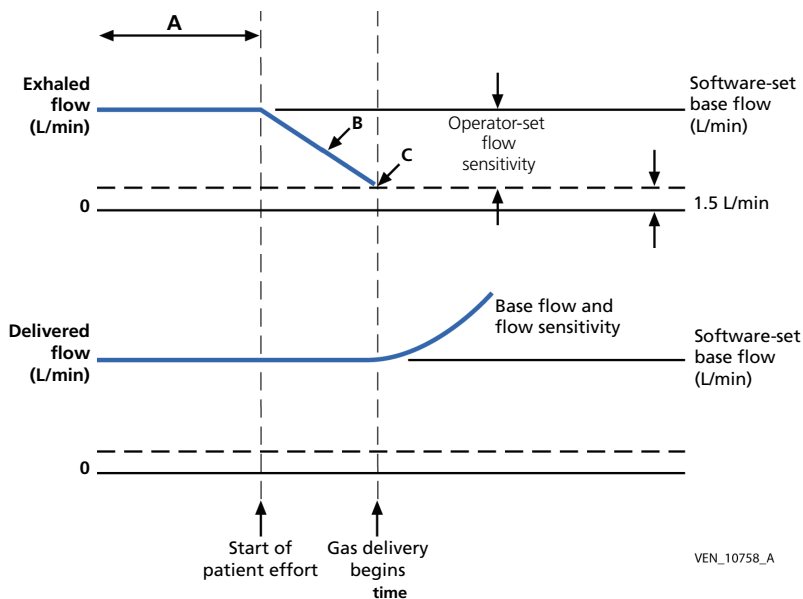 A
Exhaled
flow
(L/min)
B
C
Operator-set
flow
sensitivity
Software-set
base flow
(L/min)
0
1.5 L/min
Delivered
flow
(L/min)
Base flow and
flow sensitivity
Software-set
base flow
(L/min)
0
Start of
patient effort
Gas delivery
begins
time
VEN_10758_A